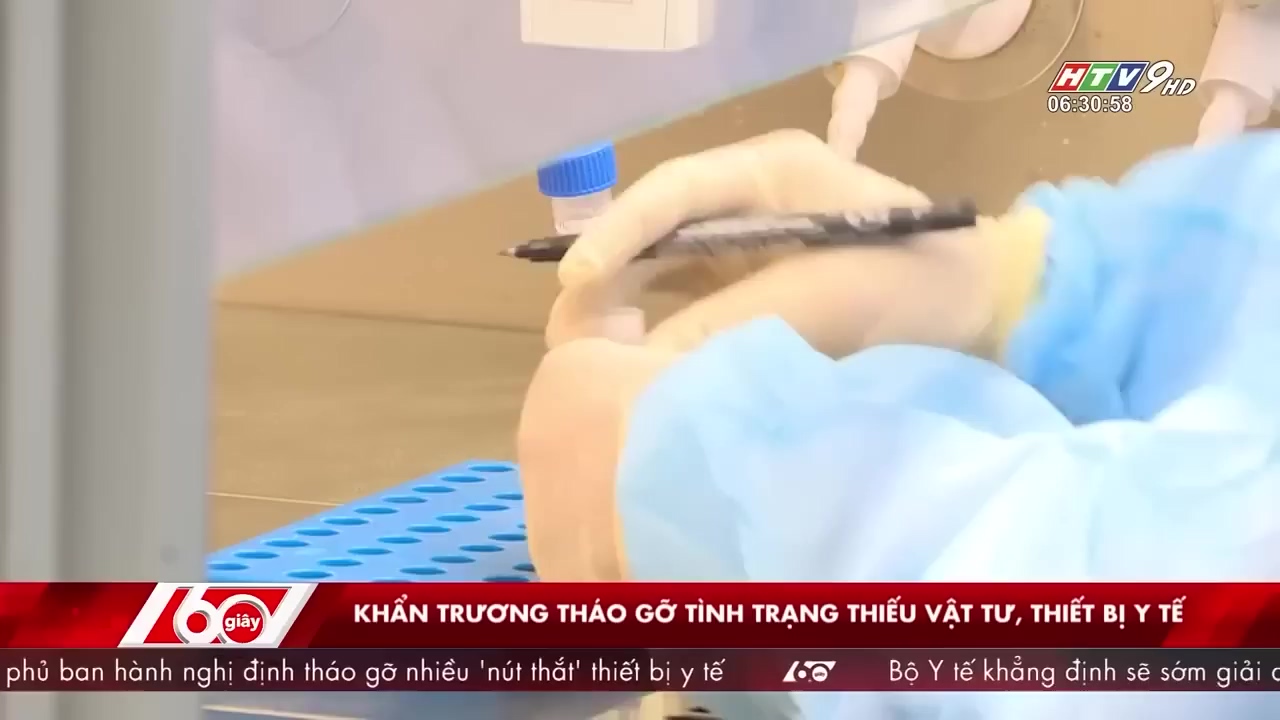 HTV9HD
06:30:58
60 giây
KHẨN TRƯƠNG THÁO GỠ TÌNH TRẠNG THIẾU VẬT TƯ, THIẾT BỊ Y TẾ
phủ ban hành nghị định tháo gỡ nhiều 'nút thắt' thiết bị y tế 60 giây Bộ Y tế khẳng định sẽ sớm giải